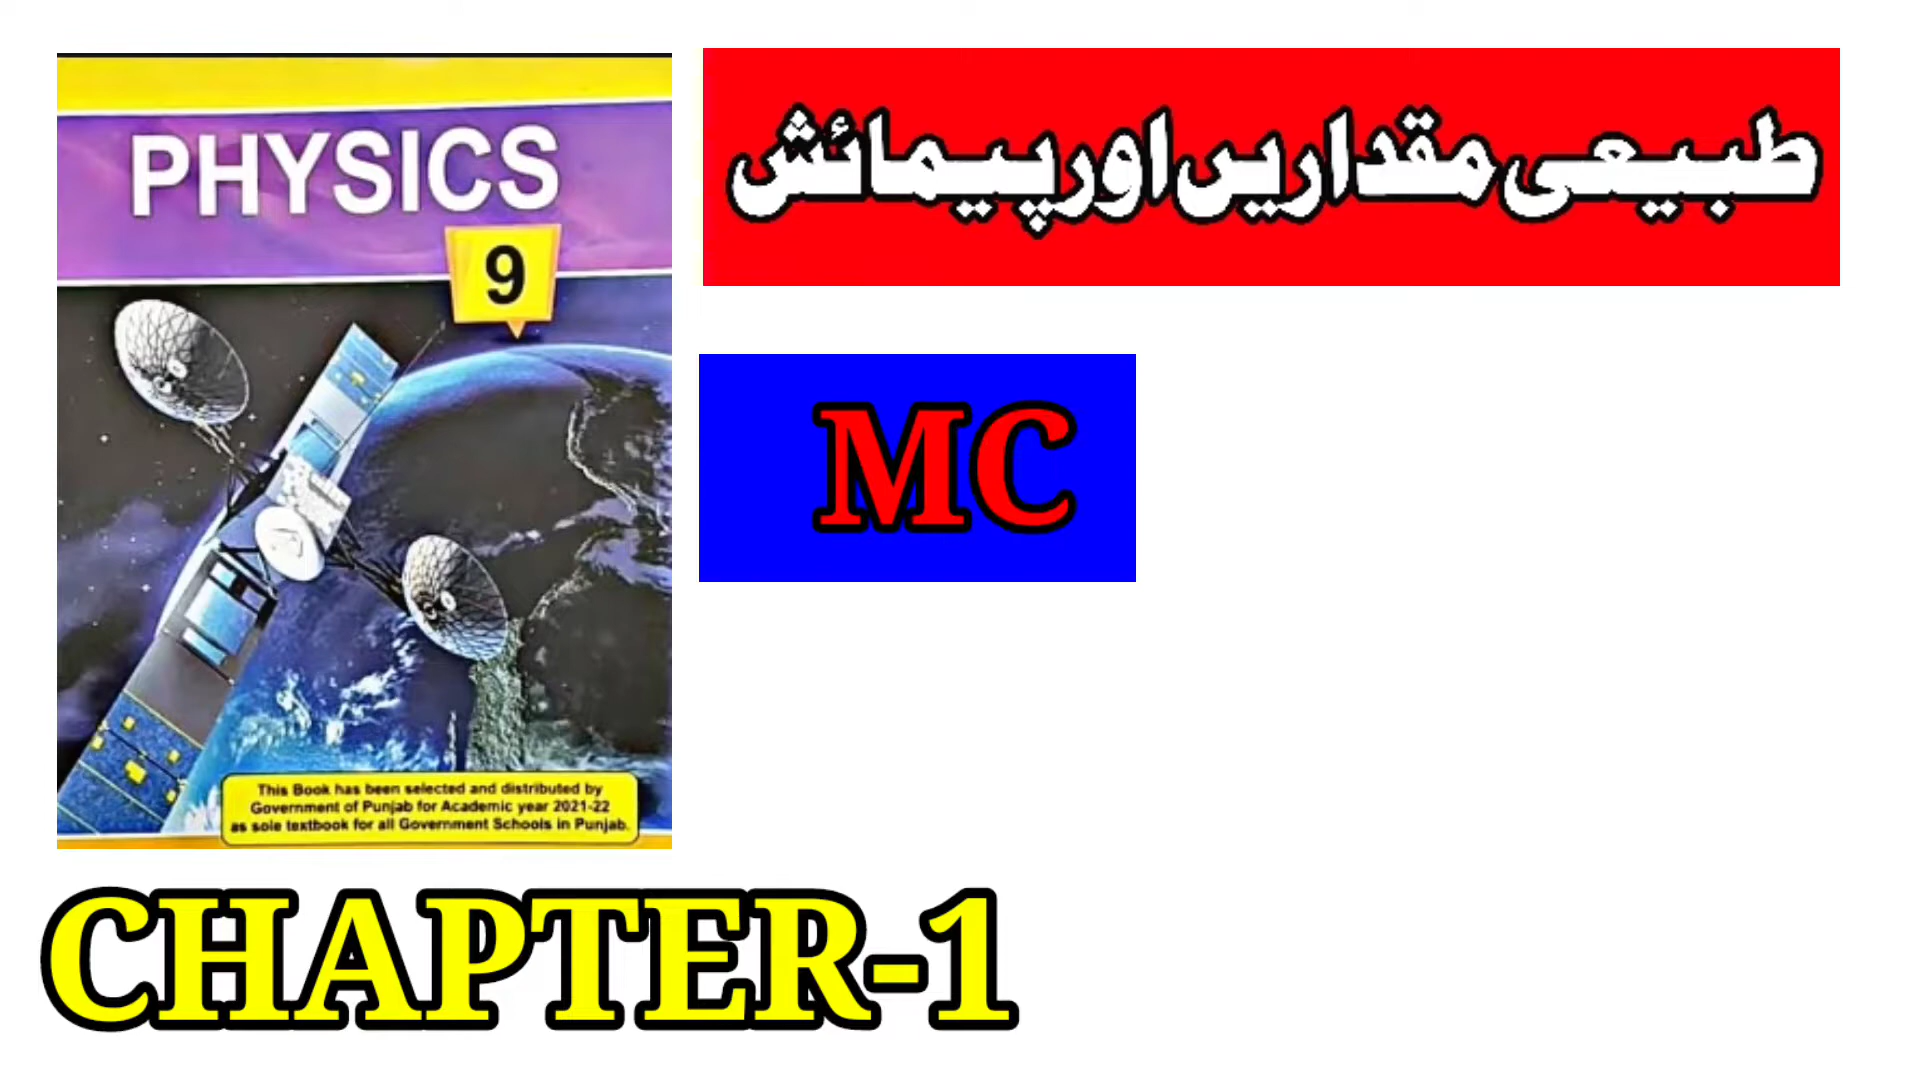 PHYSICS
9
This Book has been selected and distributed by
Government of Punjab for Academic year 2021-22
as sole textbook for all Government Schools in Punjab.
طبیعی مقداریں اور پیمائش
MC
CHAPTER-1